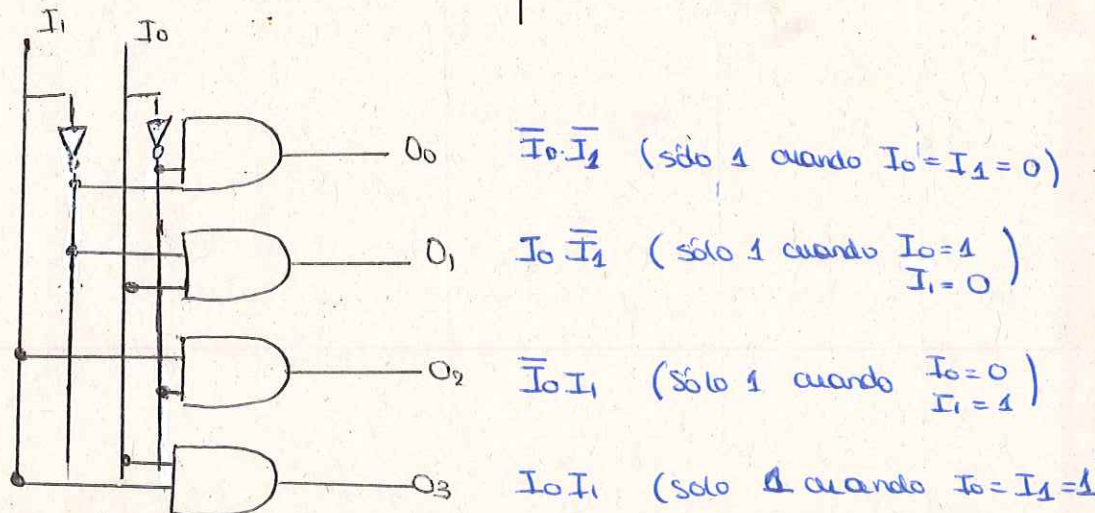 I₁ I₀
O₀ I̅₀·I̅₁ (sólo 1 cuando I₀ = I₁ = 0)
O₁ I₀ I̅₁ (sólo 1 cuando I₀ = 1
I₁ = 0)
O₂ I̅₀ I₁ (sólo 1 cuando I₀ = 0
I₁ = 1)
O₃ I₀ I₁ (solo 1 cuando I₀ = I₁ = 1